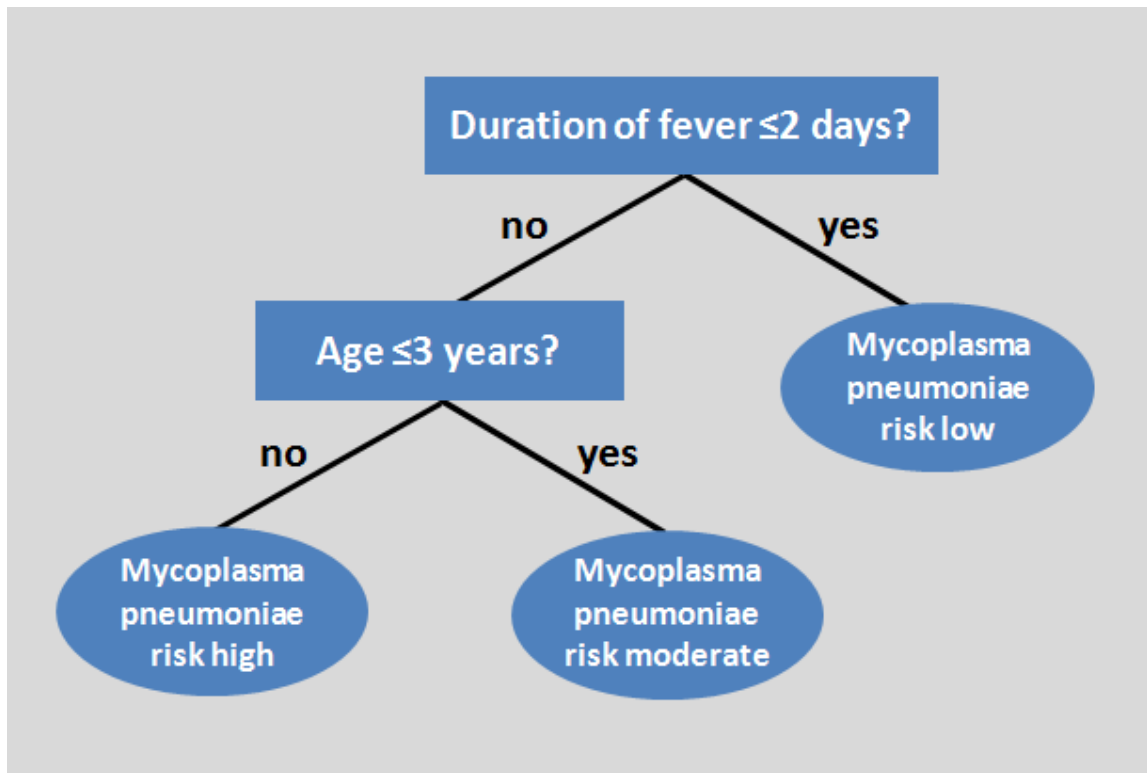 Duration of fever ≤2 days?
no
yes
Age ≤3 years?
Mycoplasma
pneumoniae
risk low
no
yes
Mycoplasma
pneumoniae
risk high
Mycoplasma
pneumoniae
risk moderate